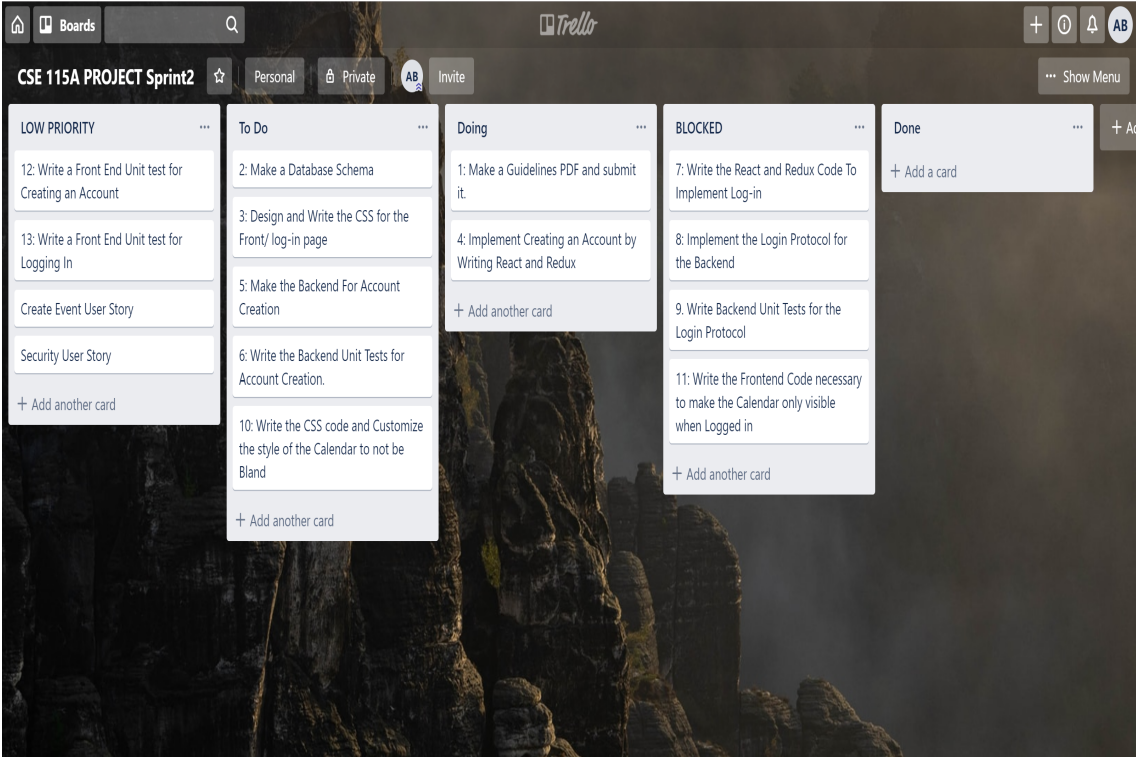 Boards
Trello
AB
CSE 115A PROJECT Sprint2
Personal
Private
AB
Invite
... Show Menu
LOW PRIORITY
...
12: Write a Front End Unit test for
Creating an Account
13: Write a Front End Unit test for
Logging In
Create Event User Story
Security User Story
+ Add another card
To Do
...
2: Make a Database Schema
3: Design and Write the CSS for the
Front/ log-in page
5: Make the Backend For Account
Creation
6: Write the Backend Unit Tests for
Account Creation.
10: Write the CSS code and Customize
the style of the Calendar to not be
Bland
+ Add another card
Doing
...
1: Make a Guidelines PDF and submit
it.
4: Implement Creating an Account by
Writing React and Redux
+ Add another card
BLOCKED
...
7: Write the React and Redux Code To
Implement Log-in
8: Implement the Login Protocol for
the Backend
9. Write Backend Unit Tests for the
Login Protocol
11: Write the Frontend Code necessary
to make the Calendar only visible
when Logged in
+ Add another card
Done
...
+ Add a card